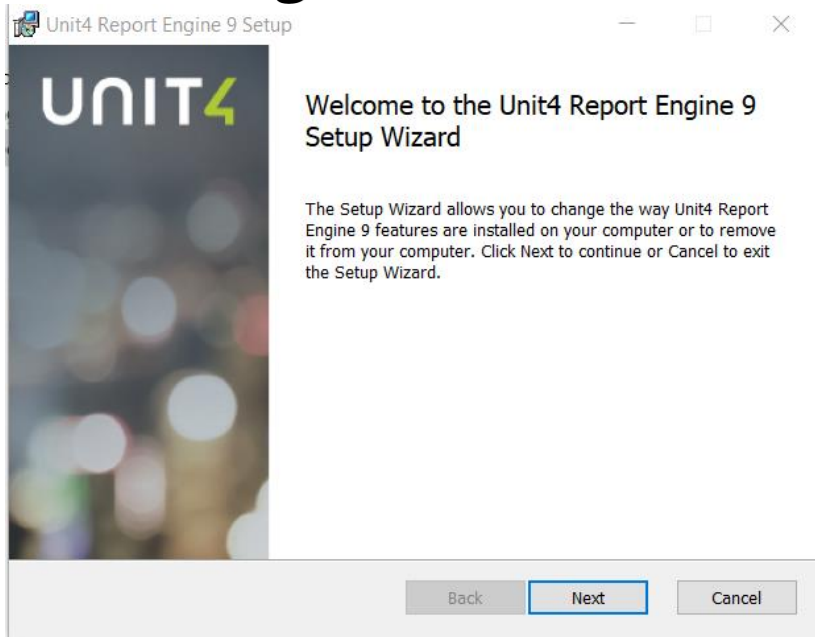 Unit4 Report Engine 9 Setup
UNIT4
Welcome to the Unit4 Report Engine 9
Setup Wizard
The Setup Wizard allows you to change the way Unit4 Report
Engine 9 features are installed on your computer or to remove
it from your computer. Click Next to continue or Cancel to exit
the Setup Wizard.
Back Next Cancel